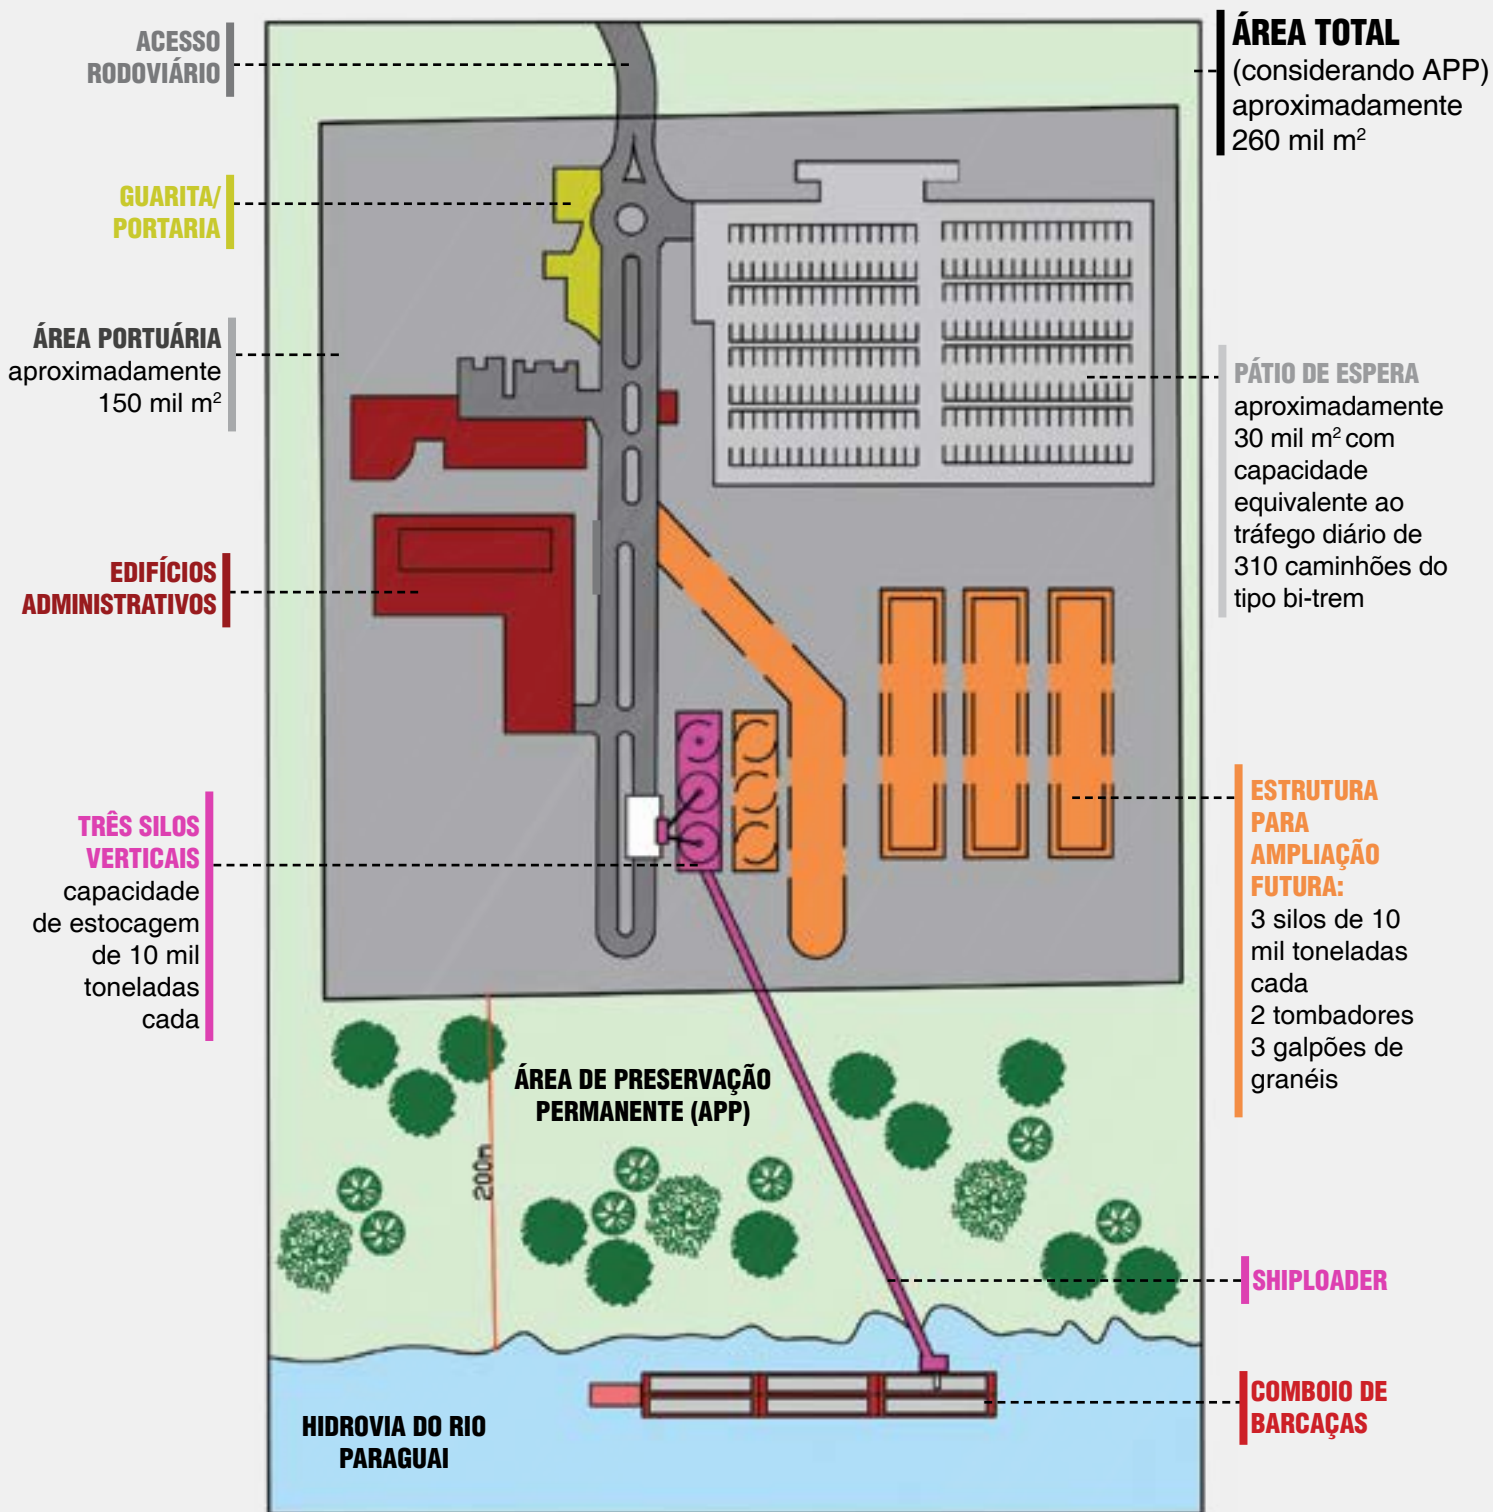 ACESSO
RODOVIÁRIO
GUARITA/
PORTARIA
ÁREA PORTUÁRIA
aproximadamente
150 mil m²
EDIFÍCIOS
ADMINISTRATIVOS
TRÊS SILOS
VERTICAIS
capacidade
de estocagem
de 10 mil
toneladas
cada
ÁREA TOTAL
(considerando APP)
aproximadamente
260 mil m²
PÁTIO DE ESPERA
aproximadamente
30 mil m² com
capacidade
equivalente ao
tráfego diário de
310 caminhões do
tipo bi-trem
ESTRUTURA
PARA
AMPLIAÇÃO
FUTURA:
3 silos de 10
mil toneladas
cada
2 tombadores
3 galpões de
granéis
ÁREA DE PRESERVAÇÃO
PERMANENTE (APP)
200m
SHIPLOADER
COMBOIO DE
BARCAÇAS
HIDROVIA DO RIO
PARAGUAI